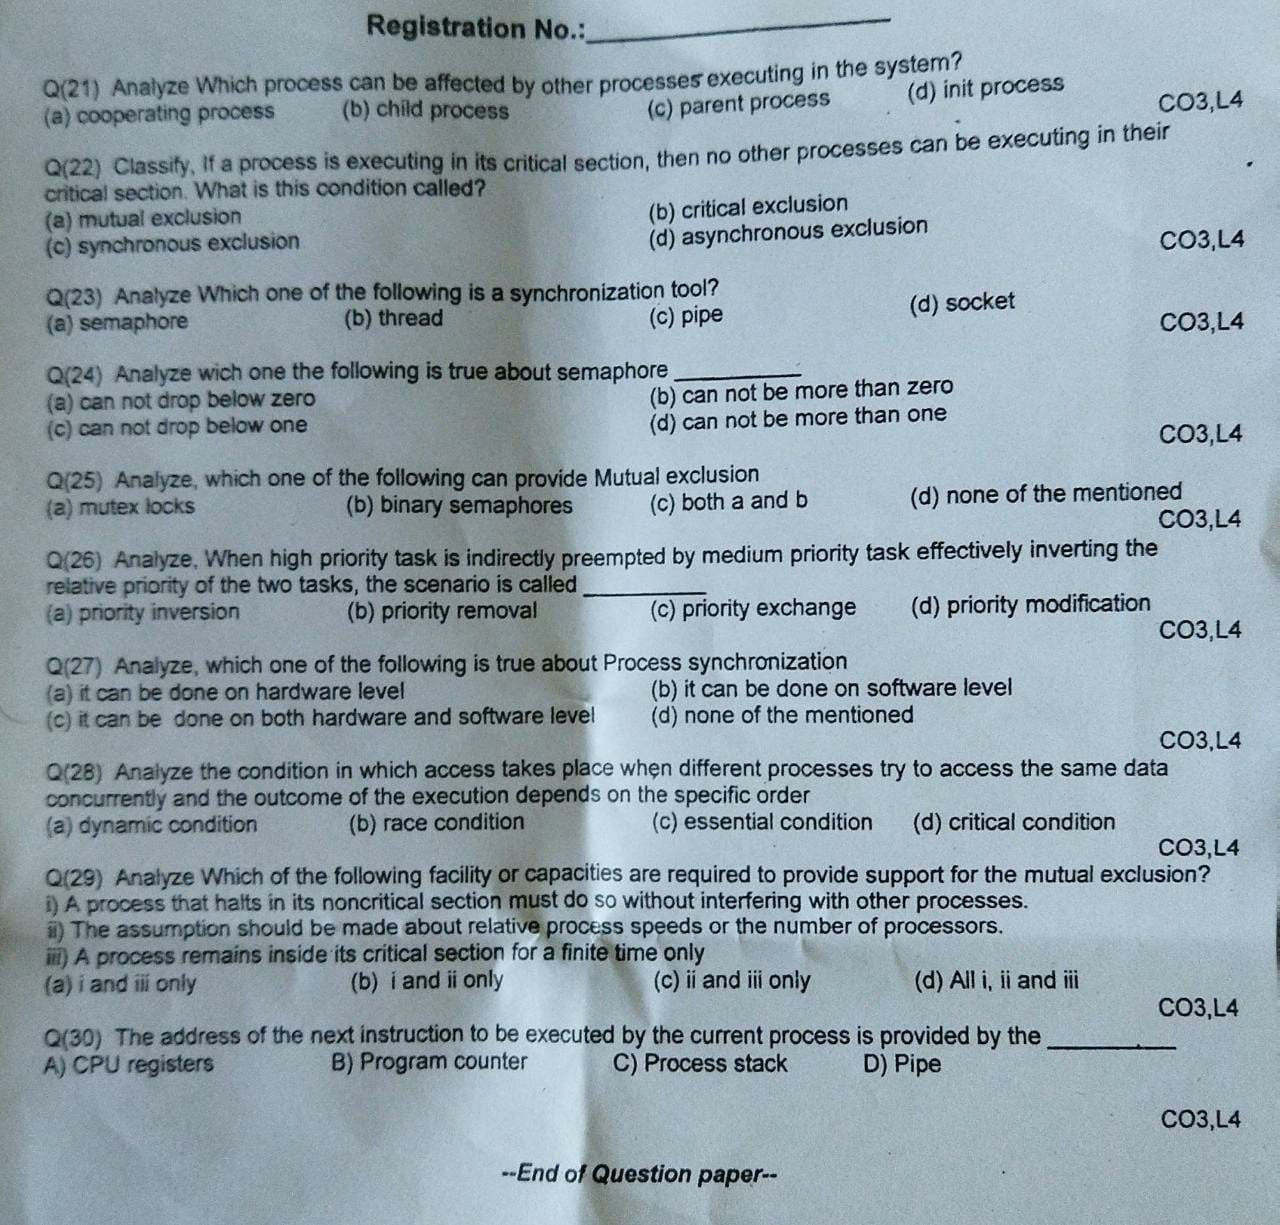 Registration No.:__________
Q(21) Analyze Which process can be affected by other processes executing in the system?
(a) cooperating process (b) child process (c) parent process (d) init process
CO3,L4
Q(22) Classify, If a process is executing in its critical section, then no other processes can be executing in their
critical section. What is this condition called?
(a) mutual exclusion (b) critical exclusion
(c) synchronous exclusion (d) asynchronous exclusion
CO3,L4
Q(23) Analyze Which one of the following is a synchronization tool?
(a) semaphore (b) thread (c) pipe (d) socket
CO3,L4
Q(24) Analyze wich one the following is true about semaphore __________
(a) can not drop below zero (b) can not be more than zero
(c) can not drop below one (d) can not be more than one
CO3,L4
Q(25) Analyze, which one of the following can provide Mutual exclusion
(a) mutex locks (b) binary semaphores (c) both a and b (d) none of the mentioned
CO3,L4
Q(26) Analyze, When high priority task is indirectly preempted by medium priority task effectively inverting the
relative priority of the two tasks, the scenario is called __________
(a) priority inversion (b) priority removal (c) priority exchange (d) priority modification
CO3,L4
Q(27) Analyze, which one of the following is true about Process synchronization
(a) it can be done on hardware level (b) it can be done on software level
(c) it can be done on both hardware and software level (d) none of the mentioned
CO3,L4
Q(28) Analyze the condition in which access takes place when different processes try to access the same data
concurrently and the outcome of the execution depends on the specific order
(a) dynamic condition (b) race condition (c) essential condition (d) critical condition
CO3,L4
Q(29) Analyze Which of the following facility or capacities are required to provide support for the mutual exclusion?
i) A process that halts in its noncritical section must do so without interfering with other processes.
ii) The assumption should be made about relative process speeds or the number of processors.
iii) A process remains inside its critical section for a finite time only
(a) i and iii only (b) i and ii only (c) ii and iii only (d) All i, ii and iii
CO3,L4
Q(30) The address of the next instruction to be executed by the current process is provided by the __________
A) CPU registers B) Program counter C) Process stack D) Pipe
CO3,L4
--End of Question paper--